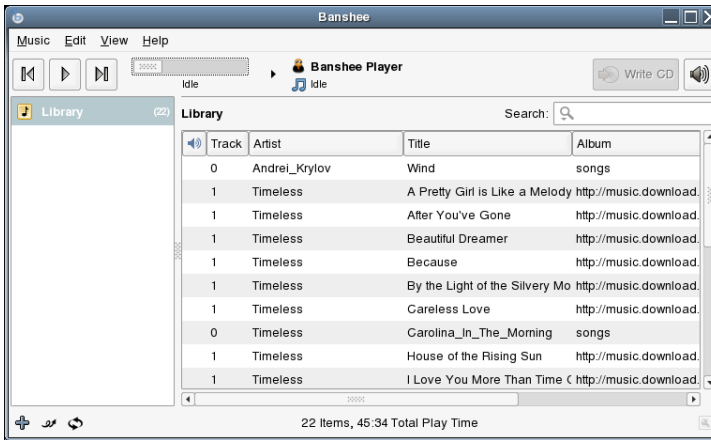 Banshee
Music Edit View Help
Idle
Banshee Player
Idle
Write CD
Library (22)
Library
Search:
Track Artist Title Album
0 Andrei_Krylov Wind songs
1 Timeless A Pretty Girl is Like a Melody http://music.download.
1 Timeless After You've Gone http://music.download.
1 Timeless Beautiful Dreamer http://music.download.
1 Timeless Because http://music.download.
1 Timeless By the Light of the Silvery Mo http://music.download.
1 Timeless Careless Love http://music.download.
0 Timeless Carolina_In_The_Morning songs
1 Timeless House of the Rising Sun http://music.download.
1 Timeless I Love You More Than Time http://music.download.
22 Items, 45:34 Total Play Time